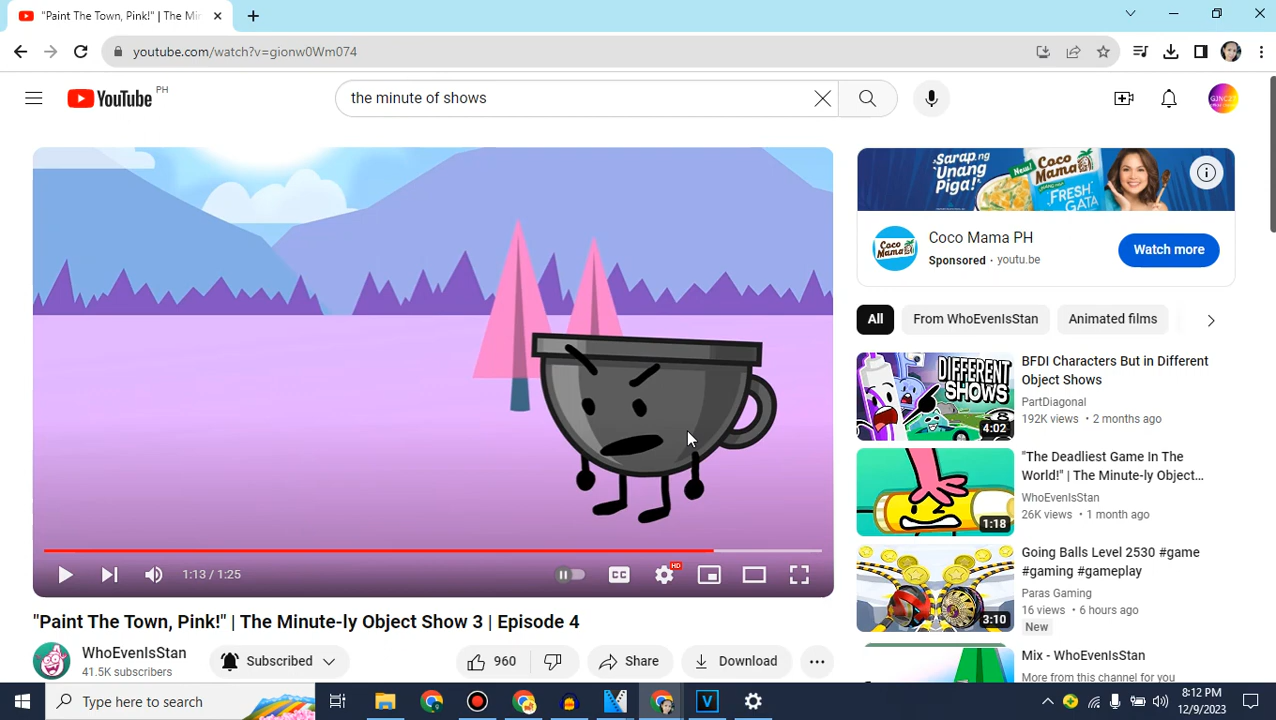 "Paint The Town, Pink!" | The Min
youtube.com/watch?v=gionw0Wm074
YouTube PH
the minute of shows
GJNC27
Sarap ng Unang Piga!
New!
Coco Mama
FRESH GATA
Coco Mama PH
Sponsored · youtu.be
Watch more
All
From WhoEvenIsStan
Animated films
BFDI Characters But in Different
Object Shows
PartDiagonal
192K views • 2 months ago
DIFFERENT
SHOWS
4:02
"The Deadliest Game In The
World!" | The Minute-ly Object...
WhoEvenIsStan
26K views • 1 month ago
1:18
Going Balls Level 2530 #game
#gaming #gameplay
Paras Gaming
16 views • 6 hours ago
New
3:10
Mix - WhoEvenIsStan
More from this channel for you
1:13 / 1:25
CC
HD
"Paint The Town, Pink!" | The Minute-ly Object Show 3 | Episode 4
WhoEvenIsStan
41.5K subscribers
Subscribed
960
Share
Download
Type here to search
8:12 PM
12/9/2023